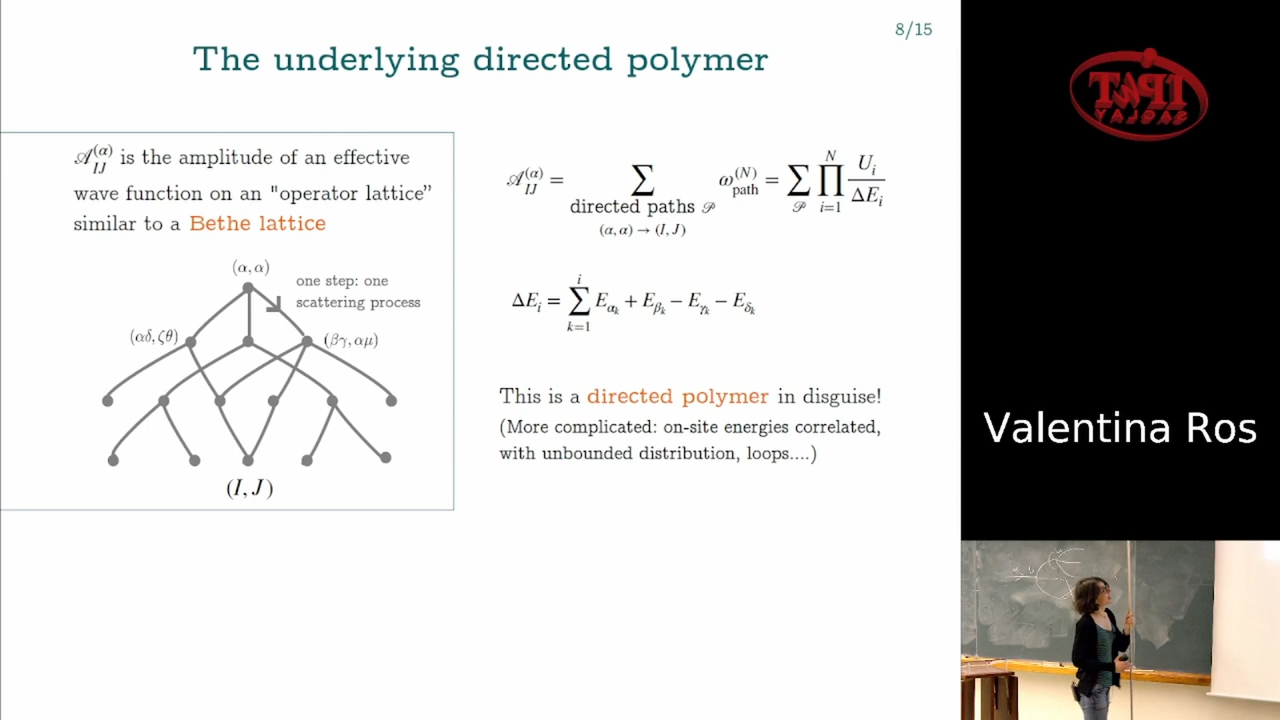 8/15
The underlying directed polymer
𝒜_{IJ}^{(α)} is the amplitude of an effective
wave function on an "operator lattice”
similar to a Bethe lattice
(α, α)
one step: one
scattering process
(αδ, ζθ)
(βγ, αμ)
(I, J)
𝒜_{IJ}^{(α)} = ∑_{directed paths 𝒫 (α,α) → (I,J)} ω_{path}^{(N)} = ∑_{𝒫} ∏_{i=1}^{N} U_i / ΔE_i
ΔE_i = ∑_{k=1}^{i} E_{α_k} + E_{β_k} − E_{γ_k} − E_{δ_k}
This is a directed polymer in disguise!
(More complicated: on-site energies correlated,
with unbounded distribution, loops....)
IPhT
SACLAY
Valentina Ros